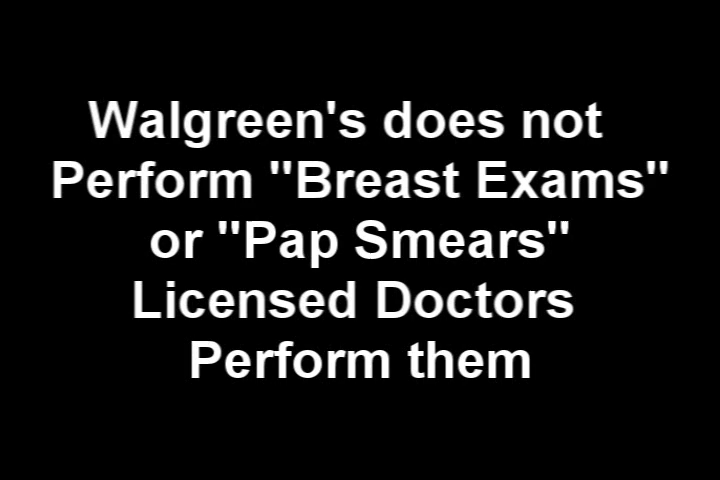 Walgreen's does not
Perform "Breast Exams"
or "Pap Smears"
Licensed Doctors
Perform them